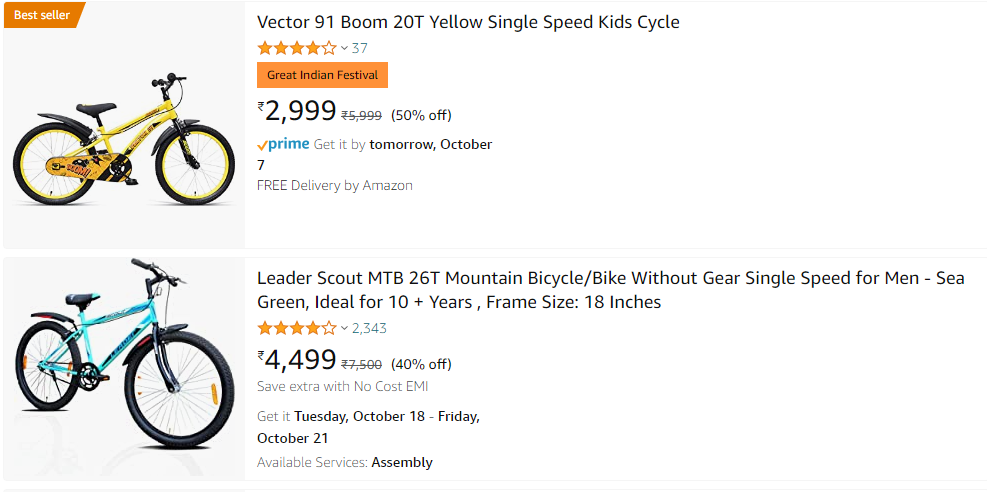 Best seller
Vector 91 Boom 20T Yellow Single Speed Kids Cycle
37
Great Indian Festival
₹2,999 ₹5,999 (50% off)
prime Get it by tomorrow, October
7
FREE Delivery by Amazon
Leader Scout MTB 26T Mountain Bicycle/Bike Without Gear Single Speed for Men - Sea
Green, Ideal for 10 + Years , Frame Size: 18 Inches
2,343
₹4,499 ₹7,500 (40% off)
Save extra with No Cost EMI
Get it Tuesday, October 18 - Friday,
October 21
Available Services: Assembly